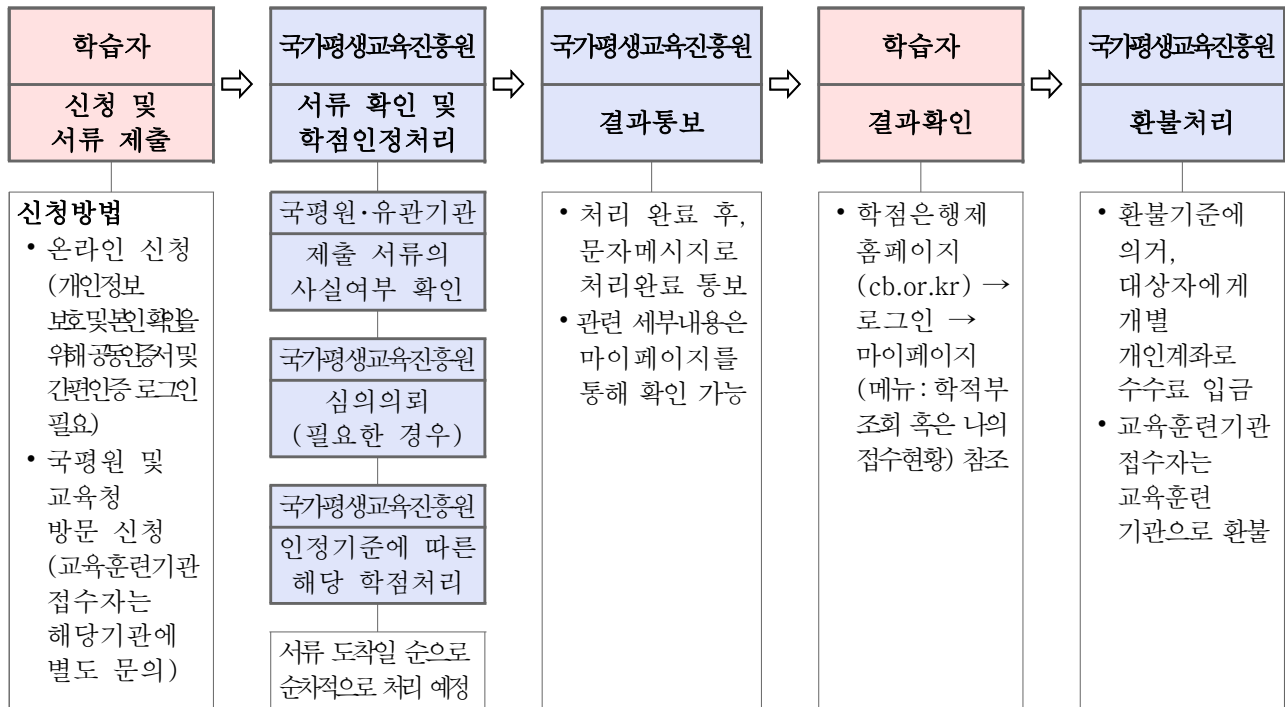 학습자
신청 및
서류 제출
국가평생교육진흥원
서류 확인 및
학점인정처리
국가평생교육진흥원
결과통보
학습자
결과확인
국가평생교육진흥원
환불처리
신청방법
• 온라인 신청
(개인정보
보호 및 본인 확인을
위해 공동인증서 및
간편인증 로그인
필요)
• 국평원 및
교육청
방문 신청
(교육훈련기관
접수자는
해당기관에
별도 문의)
국평원·유관기관
제출 서류의
사실여부 확인
국가평생교육진흥원
심의의뢰
(필요한 경우)
국가평생교육진흥원
인정기준에 따른
해당 학점처리
서류 도착일 순으로
순차적으로 처리 예정
• 처리 완료 후,
문자메시지로
처리완료 통보
• 관련 세부내용은
마이페이지를
통해 확인 가능
• 학점은행제
홈페이지
(cb.or.kr) →
로그인 →
마이페이지
(메뉴 : 학적부
조회 혹은 나의
접수현황) 참조
• 환불기준에
의거,
대상자에게
개별
개인계좌로
수수료 입금
• 교육훈련기관
접수자는
교육훈련
기관으로 환불